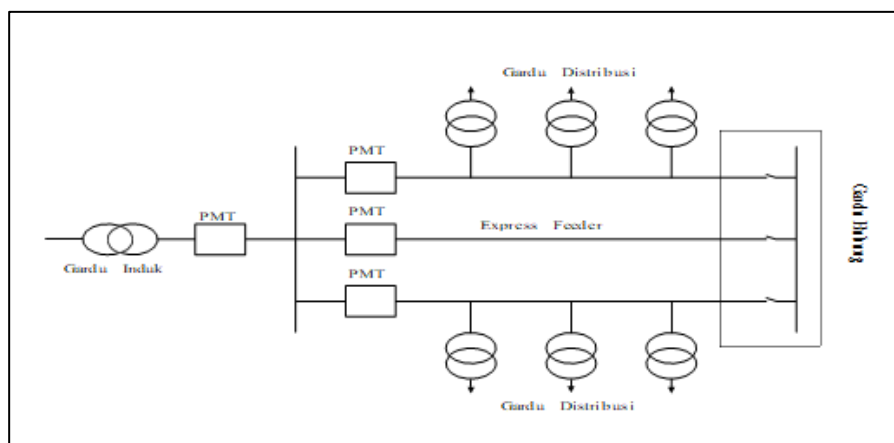 Gardu Distribusi
PMT
PMT
Gardu Induk
PMT
Express Feeder
PMT
Gardu Distribusi
Gardu Hubung